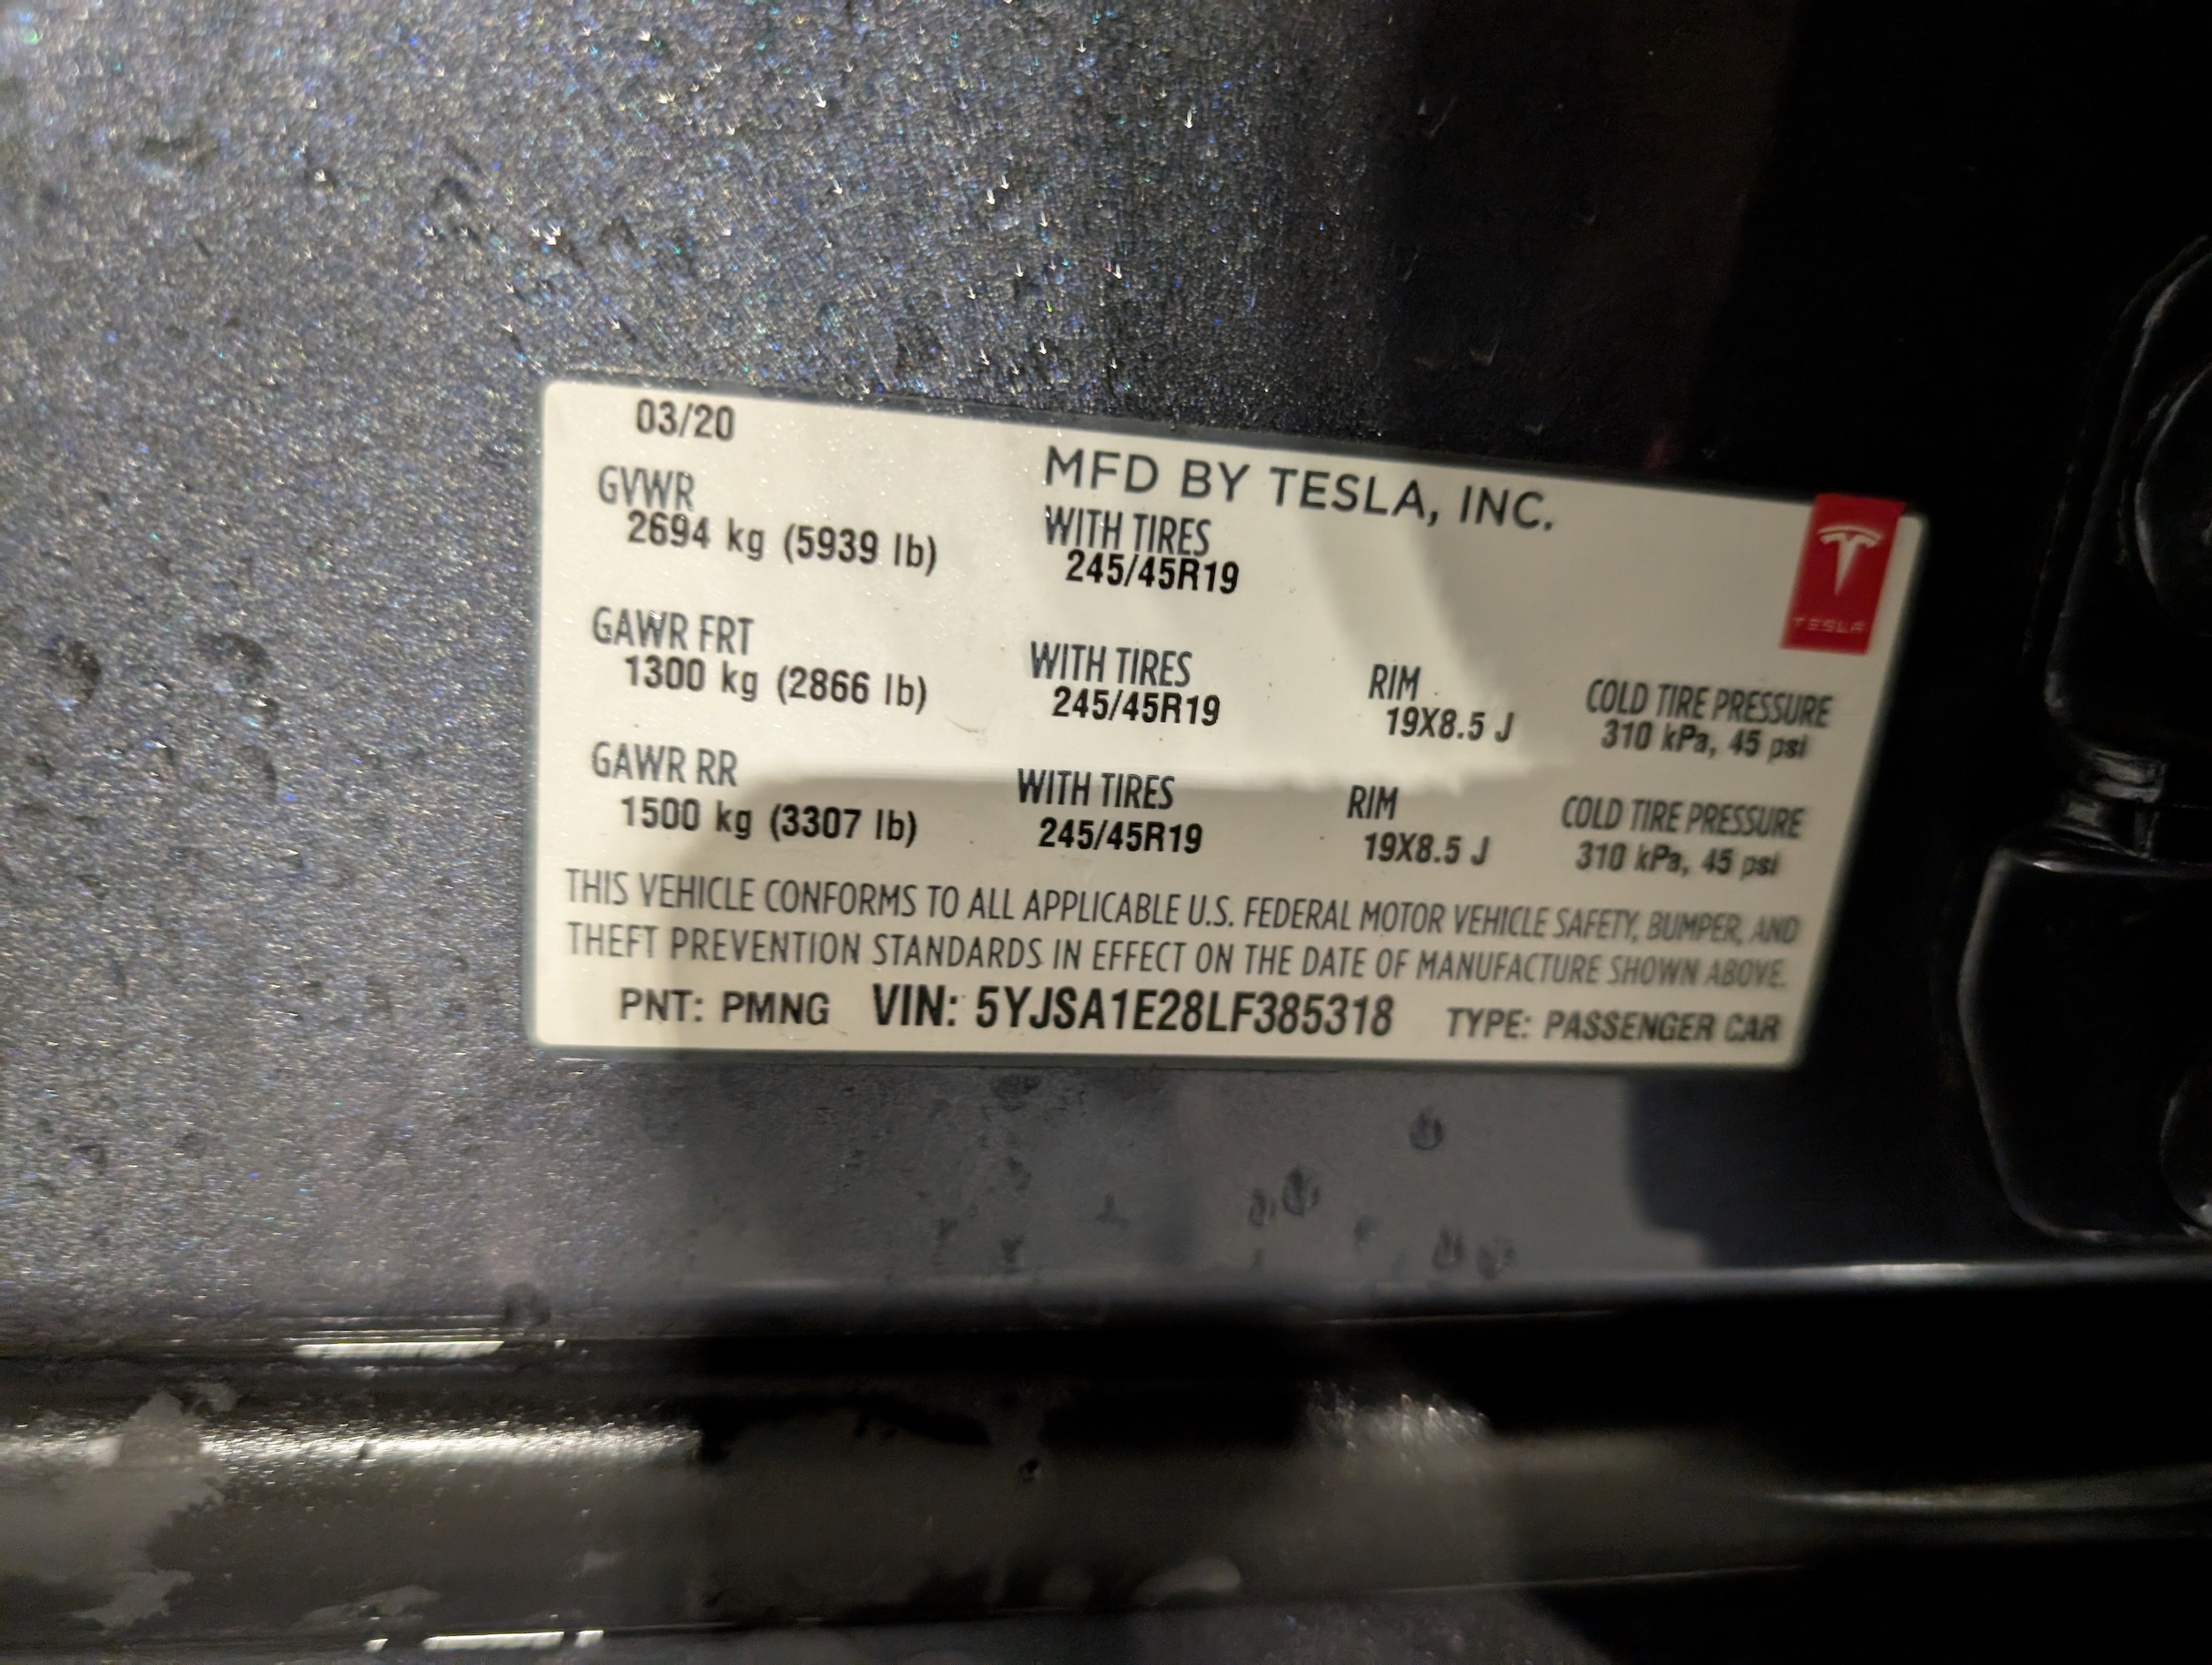 03/20
MFD BY TESLA, INC.
GVWR
2694 kg (5939 lb)
WITH TIRES
245/45R19
TESLA
GAWR FRT
1300 kg (2866 lb)
WITH TIRES
245/45R19
RIM
19X8.5 J
COLD TIRE PRESSURE
310 kPa, 45 psi
GAWR RR
1500 kg (3307 lb)
WITH TIRES
245/45R19
RIM
19X8.5 J
COLD TIRE PRESSURE
310 kPa, 45 psi
THIS VEHICLE CONFORMS TO ALL APPLICABLE U.S. FEDERAL MOTOR VEHICLE SAFETY, BUMPER, AND
THEFT PREVENTION STANDARDS IN EFFECT ON THE DATE OF MANUFACTURE SHOWN ABOVE.
PNT: PMNG VIN: 5YJSA1E28LF385318 TYPE: PASSENGER CAR